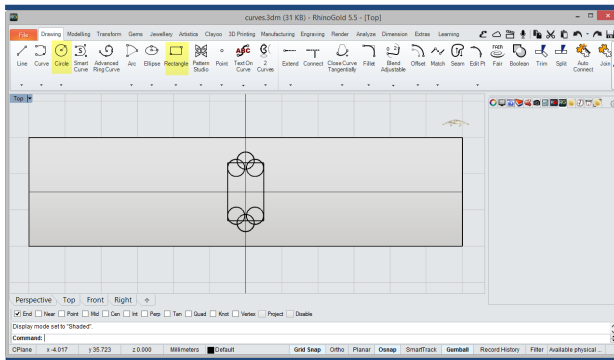 curves.3dm (31 KB) - RhinoGold 5.5 - [Top]
File Drawing Modelling Transform Gems Jewellery Artistics Clayoo 3D Printing Manufacturing Engraving Render Analyze Dimension Extras Learning
Line Curve Circle Smart Curve Advanced Ring Curve Arc Ellipse Rectangle Pattern Studio Point Text On Curve 2 Curves Extend Connect Close Curve Tangentially Fillet Blend Adjustable Offset Match Seam Edit Pt Fair Boolean Trim Split Auto Connect Join
Top
Perspective Top Front Right
End Near Point Mid Cen Int Perp Tan Quad Knot Vertex Project Disable
Display mode set to "Shaded".
Command:
CPlane x -4.017 y 35.723 z 0.000 Millimeters Default Grid Snap Ortho Planar Osnap SmartTrack Gumball Record History Filter Available physical ...